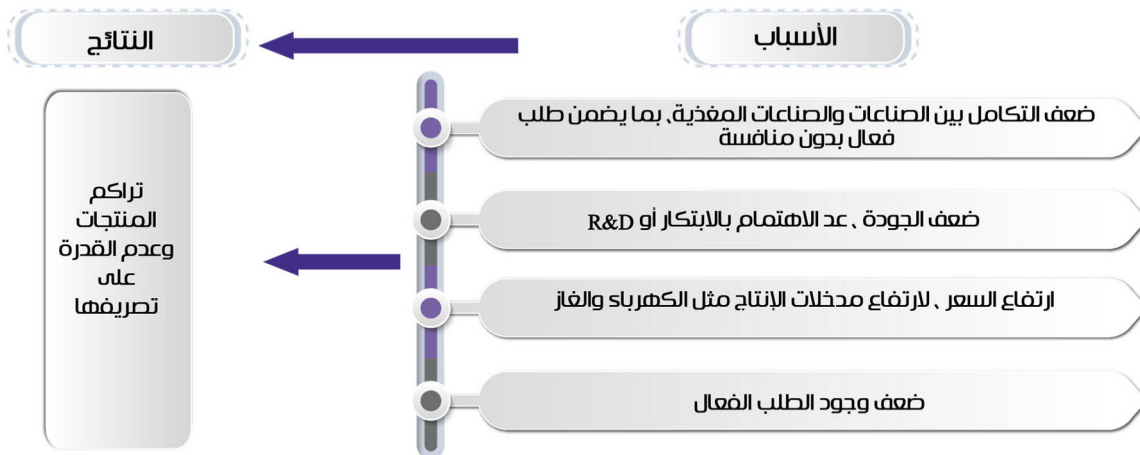 الأسباب
النتائج
ضعف التكامل بين الصناعات والصناعات المغذية، بما يضمن طلب
فعال بدون منافسة
ضعف الجودة ، عد الاهتمام بالابتكار أو R&D
ارتفاع السعر ، لارتفاع مدخلات الإنتاج مثل الكهرباء والغاز
ضعف وجود الطلب الفعال
تراكم
المنتجات
وعدم القدرة
على
تصريفها